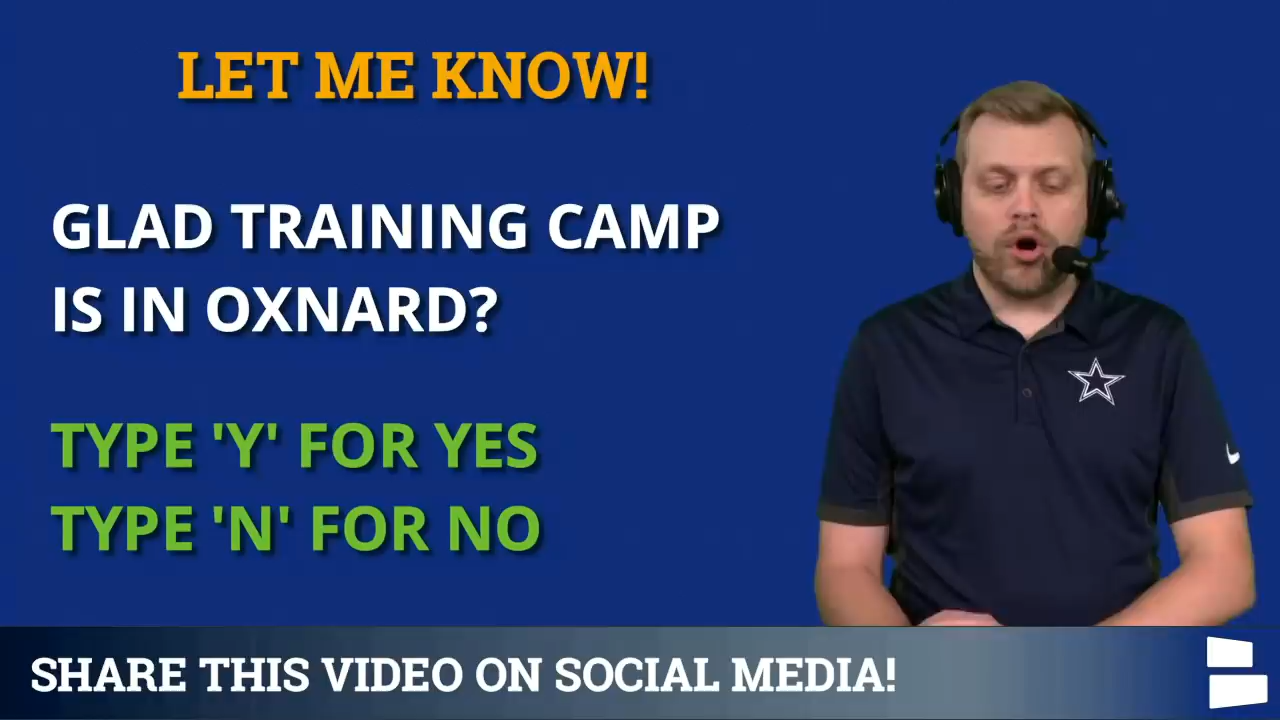 LET ME KNOW!
GLAD TRAINING CAMP
IS IN OXNARD?
TYPE 'Y' FOR YES
TYPE 'N' FOR NO
SHARE THIS VIDEO ON SOCIAL MEDIA!